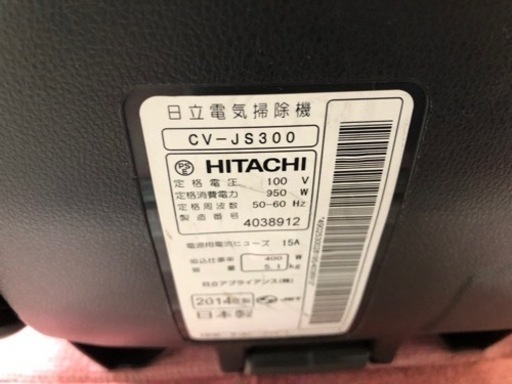 日立電気掃除機
CV-JS300
PSE HITACHI
定格電圧 100 V
定格消費電力 950 W
定格周波数 50-60 Hz
製造番号 4038912
電源用電流ヒューズ 15A
吸込仕事率 400 W
5.1 kg
日立アプライアンス(株)
2014年製 JET
日本製